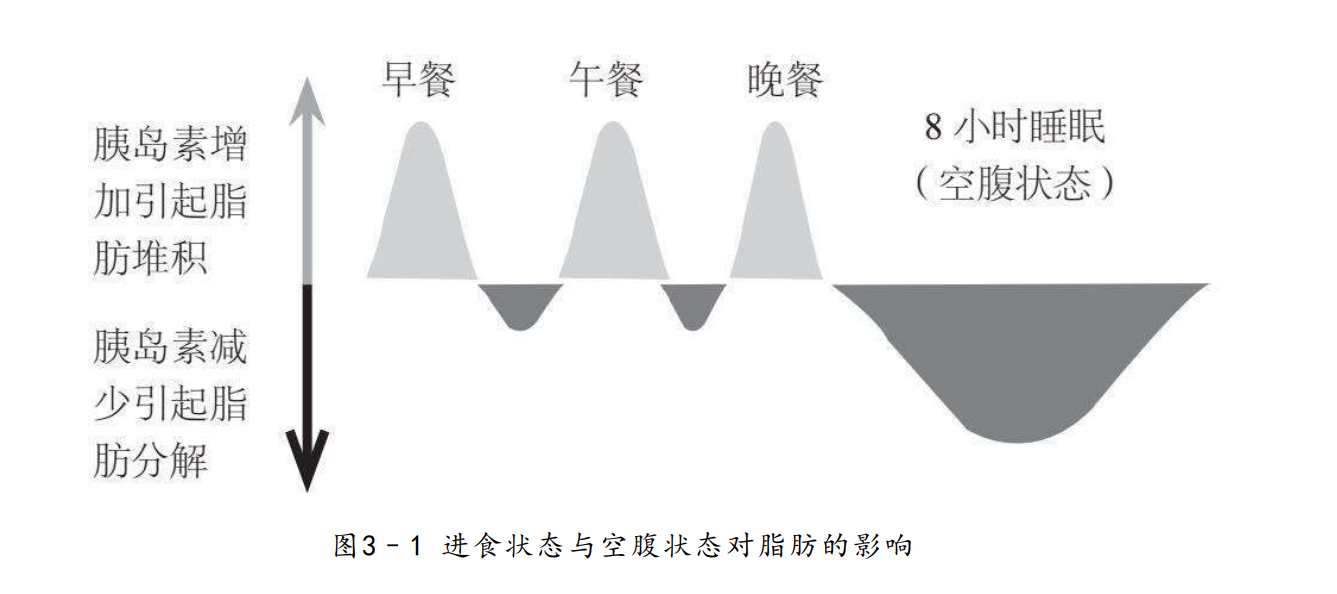 早餐
午餐
晚餐
8 小时睡眠
（空腹状态）
胰岛素增
加引起脂
肪堆积
胰岛素减
少引起脂
肪分解
图3-1 进食状态与空腹状态对脂肪的影响